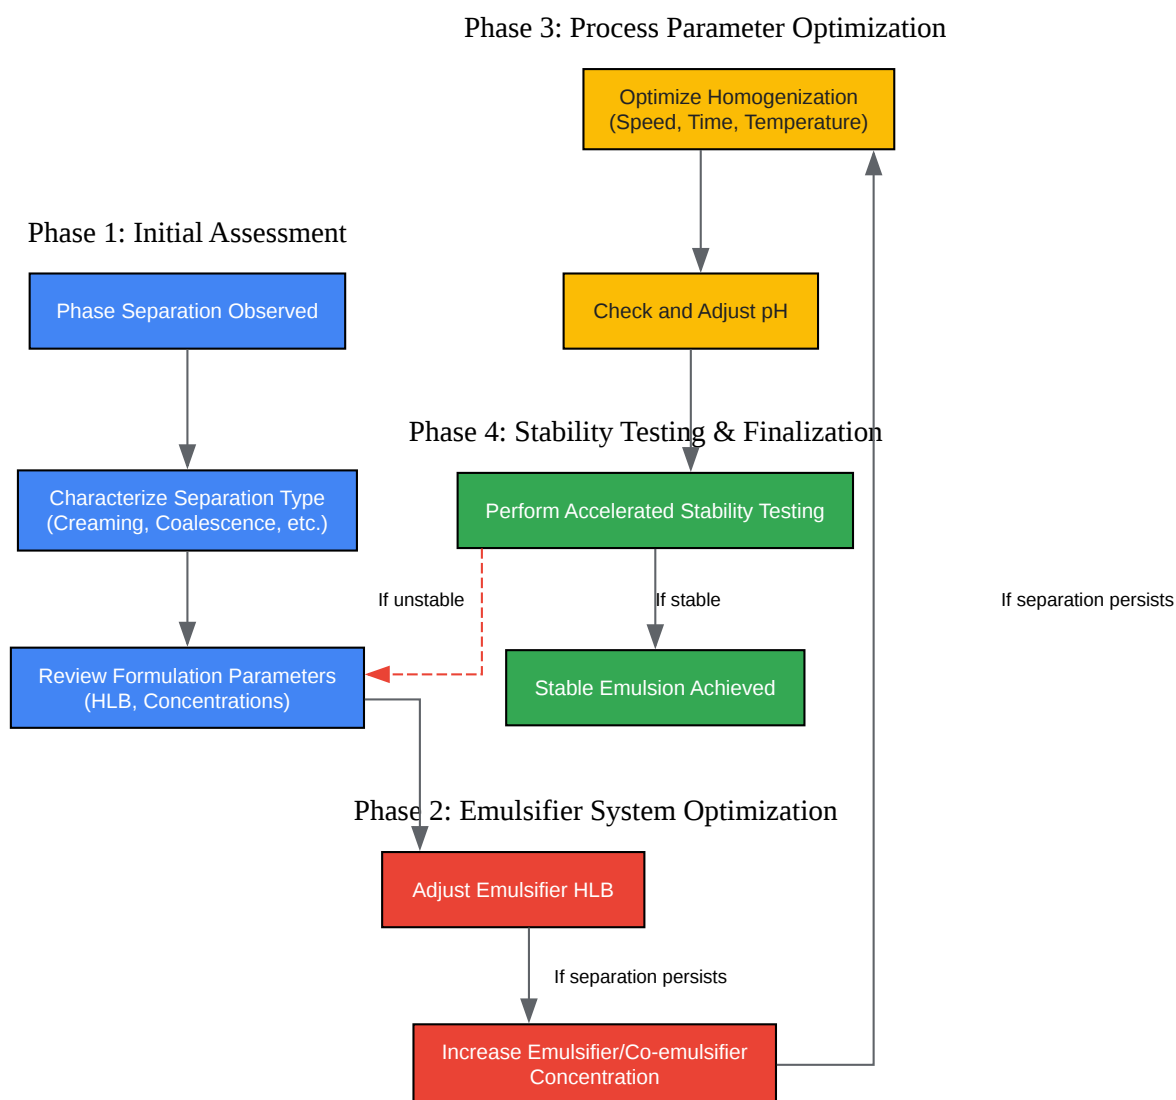 Phase 3: Process Parameter Optimization
Optimize Homogenization
(Speed, Time, Temperature)
Phase 1: Initial Assessment
Phase Separation Observed
Check and Adjust pH
Phase 4: Stability Testing & Finalization
Characterize Separation Type
(Creaming, Coalescence, etc.)
Perform Accelerated Stability Testing
If unstable
If stable
If separation persists
Review Formulation Parameters
(HLB, Concentrations)
Stable Emulsion Achieved
Phase 2: Emulsifier System Optimization
Adjust Emulsifier HLB
If separation persists
Increase Emulsifier/Co-emulsifier
Concentration